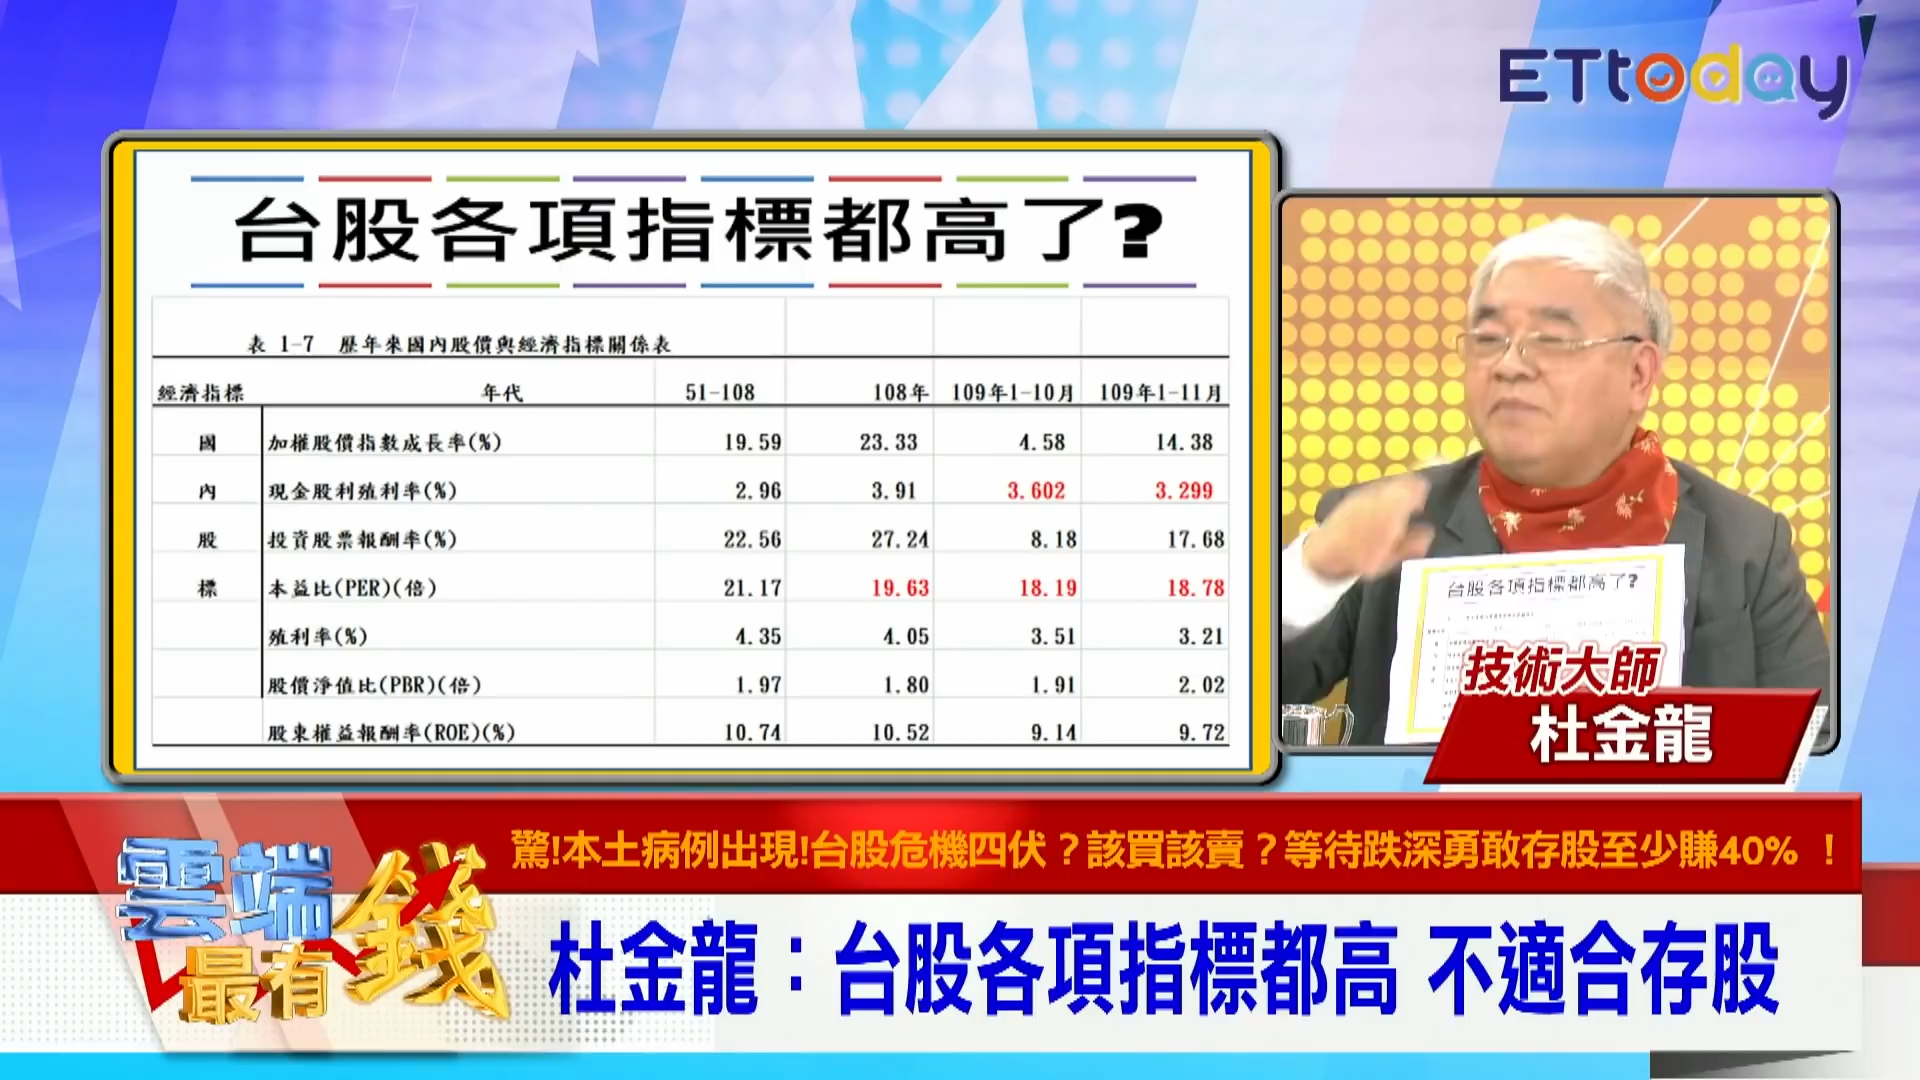 ETtoday
台股各項指標都高了?
表 1-7 歷年來國內股價與經濟指標關係表
經濟指標 年代 51-108 108年 109年1-10月 109年1-11月
國 加權股價指數成長率(%) 19.59 23.33 4.58 14.38
內 現金股利殖利率(%) 2.96 3.91 3.602 3.299
股 投資股票報酬率(%) 22.56 27.24 8.18 17.68
標 本益比(PER)(倍) 21.17 19.63 18.19 18.78
殖利率(%) 4.35 4.05 3.51 3.21
股價淨值比(PBR)(倍) 1.97 1.80 1.91 2.02
股東權益報酬率(ROE)(%) 10.74 10.52 9.14 9.72
台股各項指標都高了?
技術大師
杜金龍
雲端
最有錢
驚!本土病例出現!台股危機四伏？該買該賣？等待跌深勇敢存股至少賺40% ！
杜金龍：台股各項指標都高 不適合存股